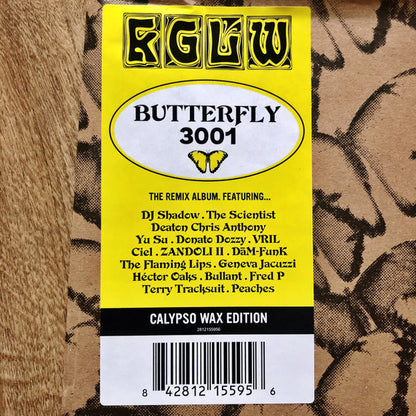 KGLW
BUTTERFLY
3001
THE REMIX ALBUM. FEATURING...
DJ Shadow . The Scientist
Deaton Chris Anthony
Yu Su . Donato Dozzy . VRIL
Ciel . ZANDOLI II . DāM-FunK
The Flaming Lips . Geneva Jacuzzi
Héctor Oaks . Bullant . Fred P
Terry Tracksuit . Peaches
CALYPSO WAX EDITION
2812155956
8 42812 15595 6